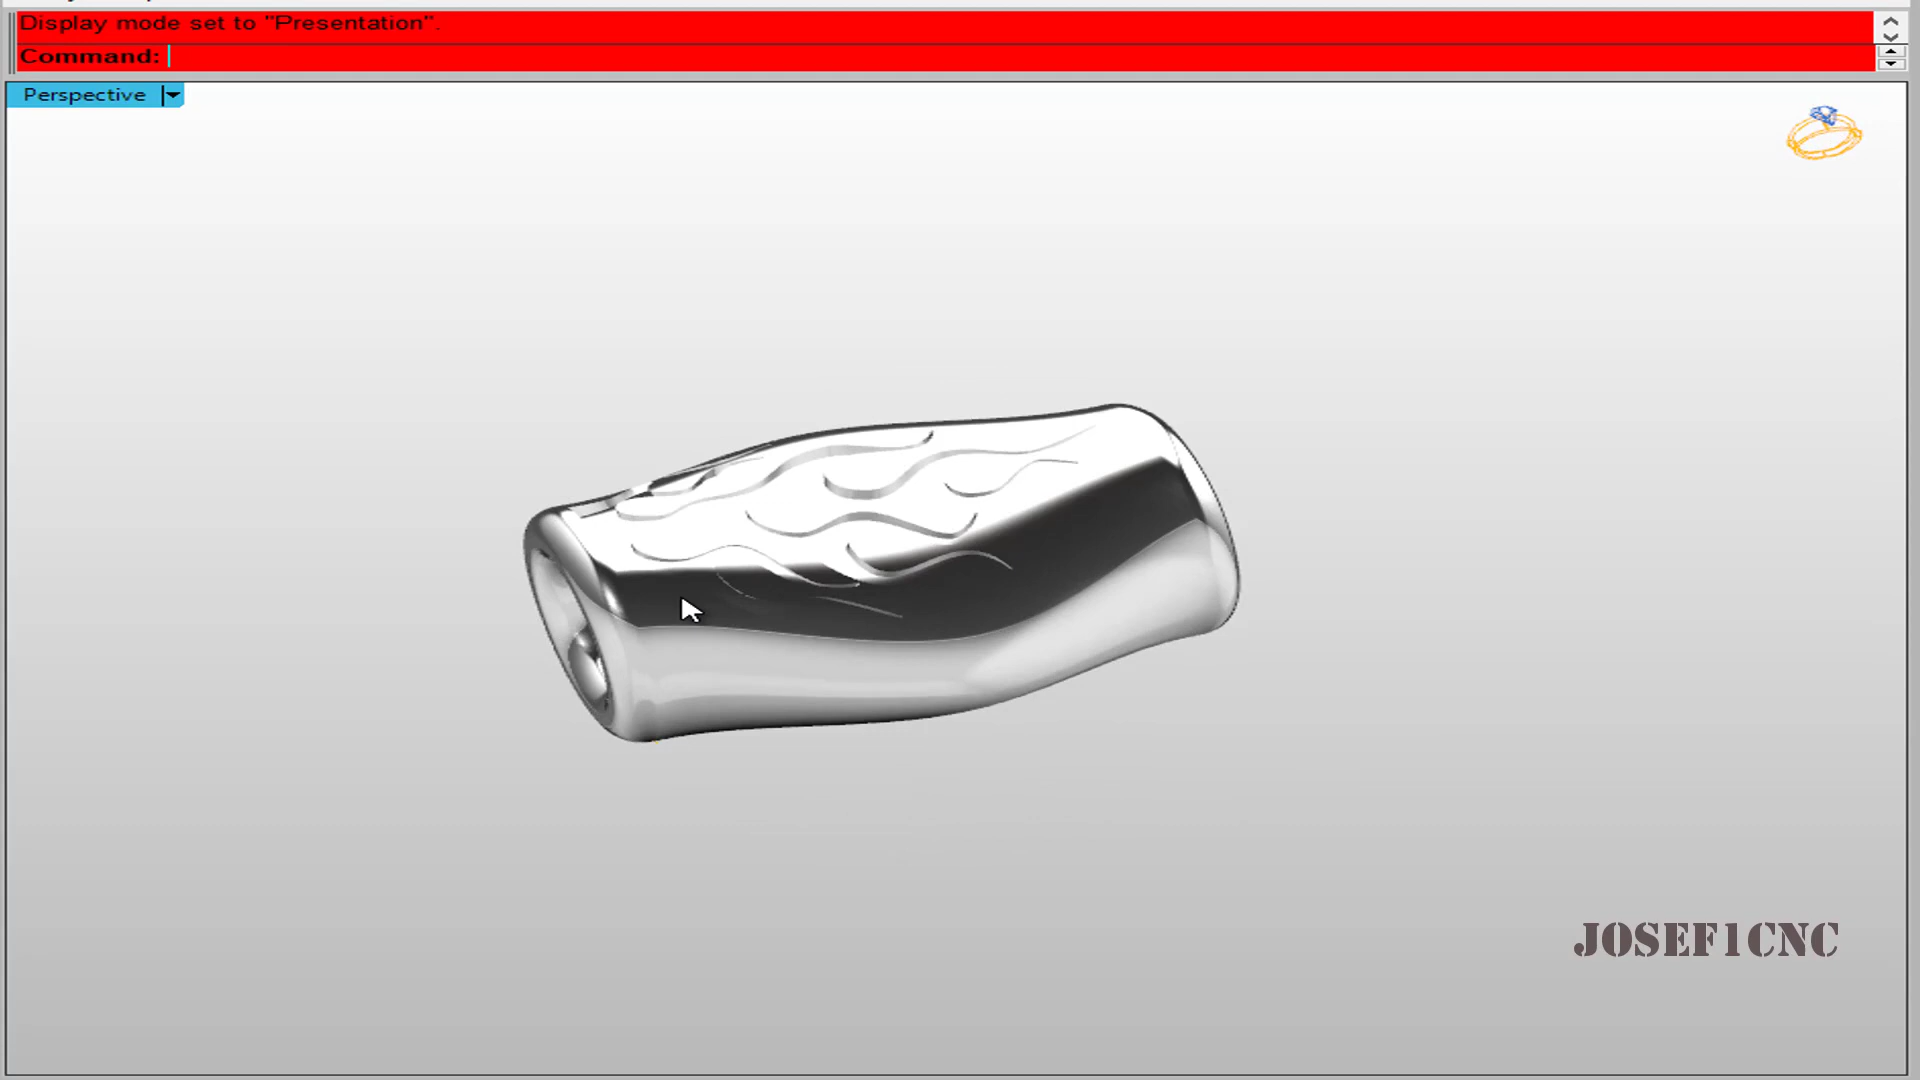 Display mode set to "Presentation".
Command:
Perspective
JOSEF1CNC